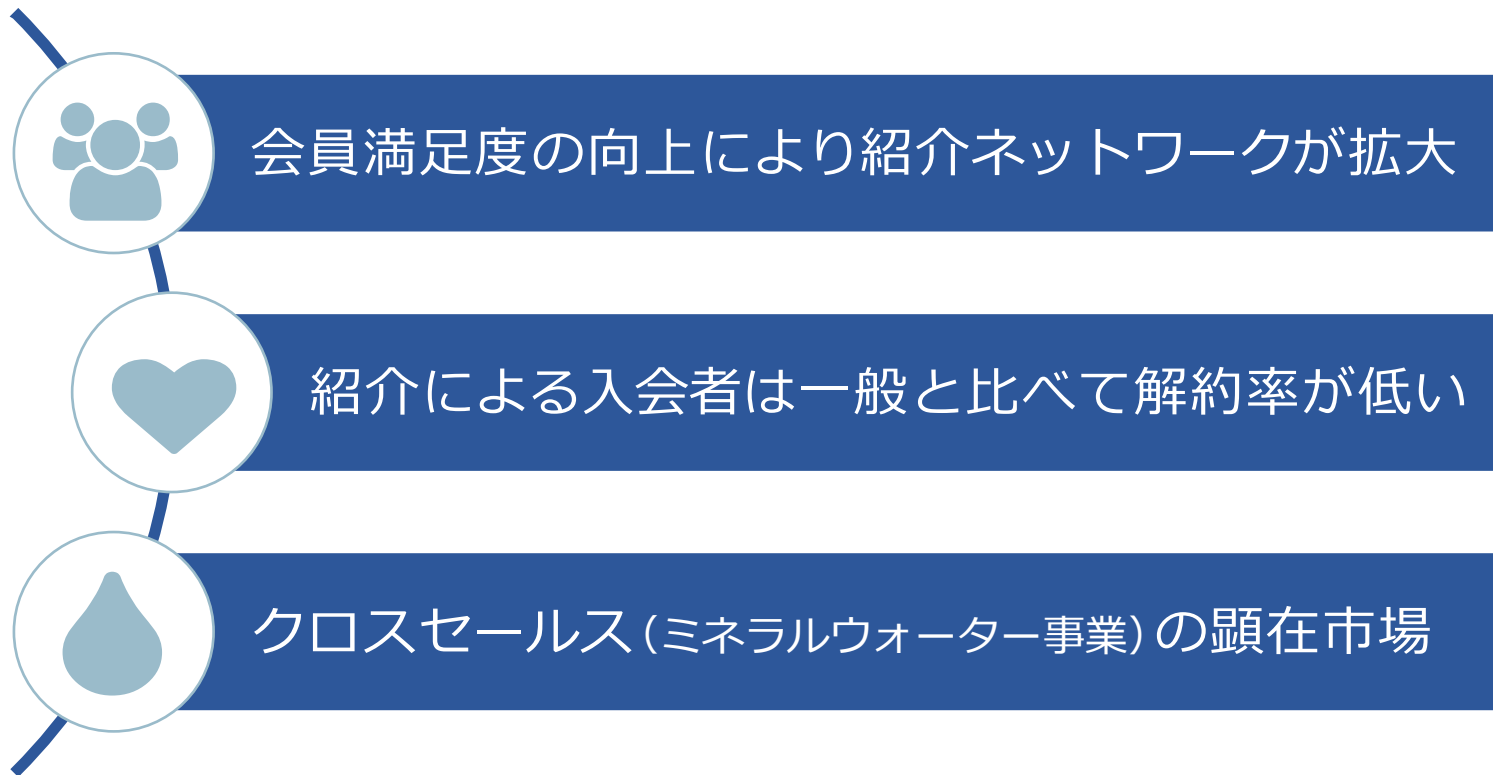 会員満足度の向上により紹介ネットワークが拡大
紹介による入会者は一般と比べて解約率が低い
クロスセールス(ミネラルウォーター事業)の顕在市場